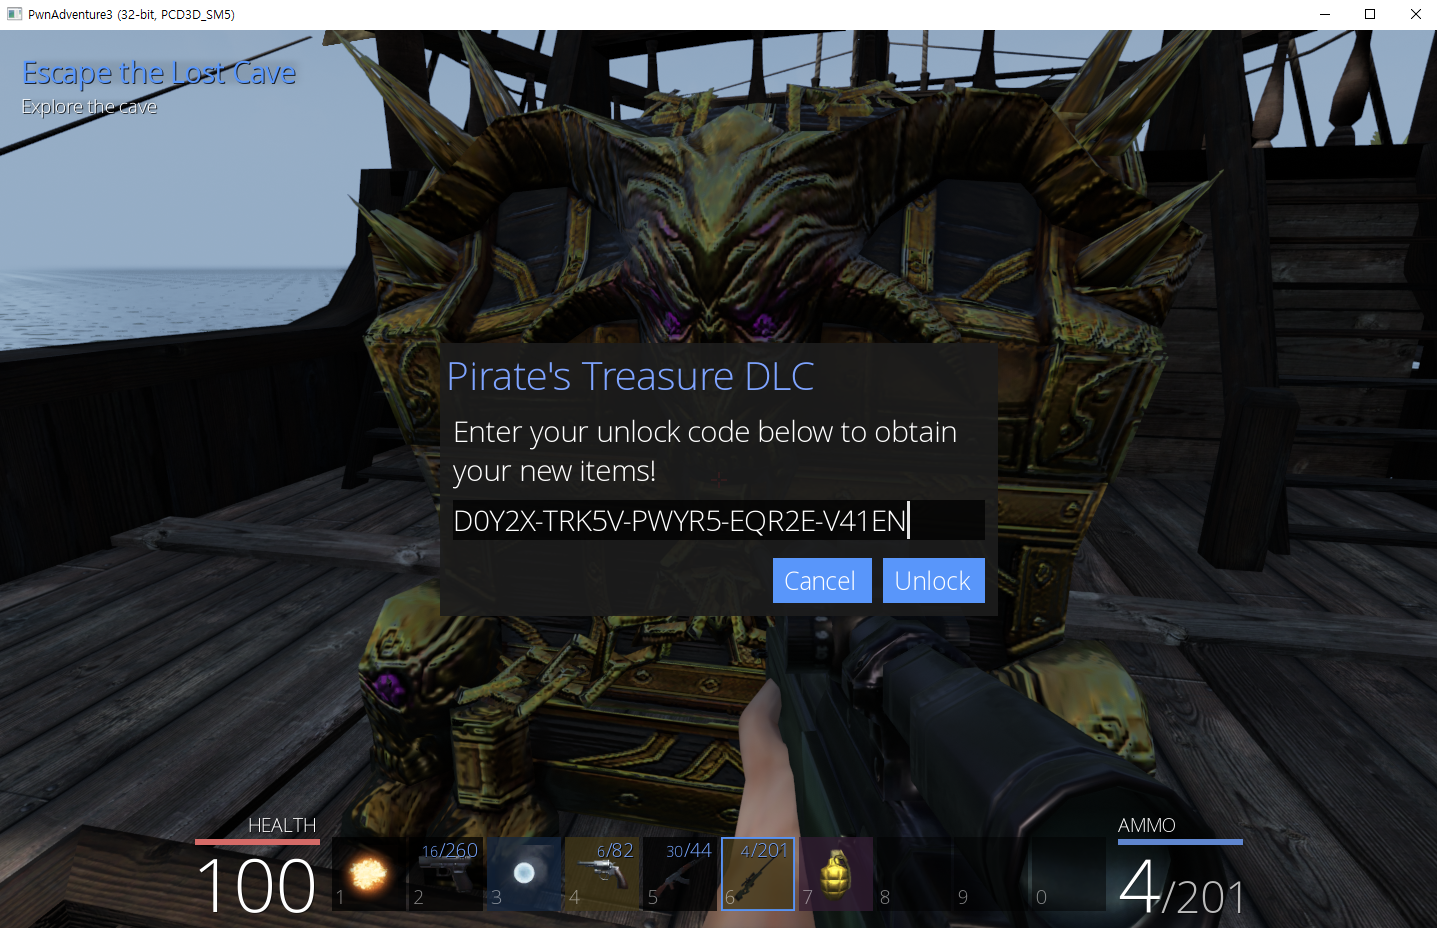 PwnAdventure3 (32-bit, PCD3D_SM5)
Escape the Lost Cave
Explore the cave
Pirate's Treasure DLC
Enter your unlock code below to obtain
your new items!
D0Y2X-TRK5V-PWYR5-EQR2E-V41EN
Cancel
Unlock
HEALTH
100
1
16/260
2
3
6/82
4
30/44
5
4/201
6
7
8
9
0
AMMO
4/201